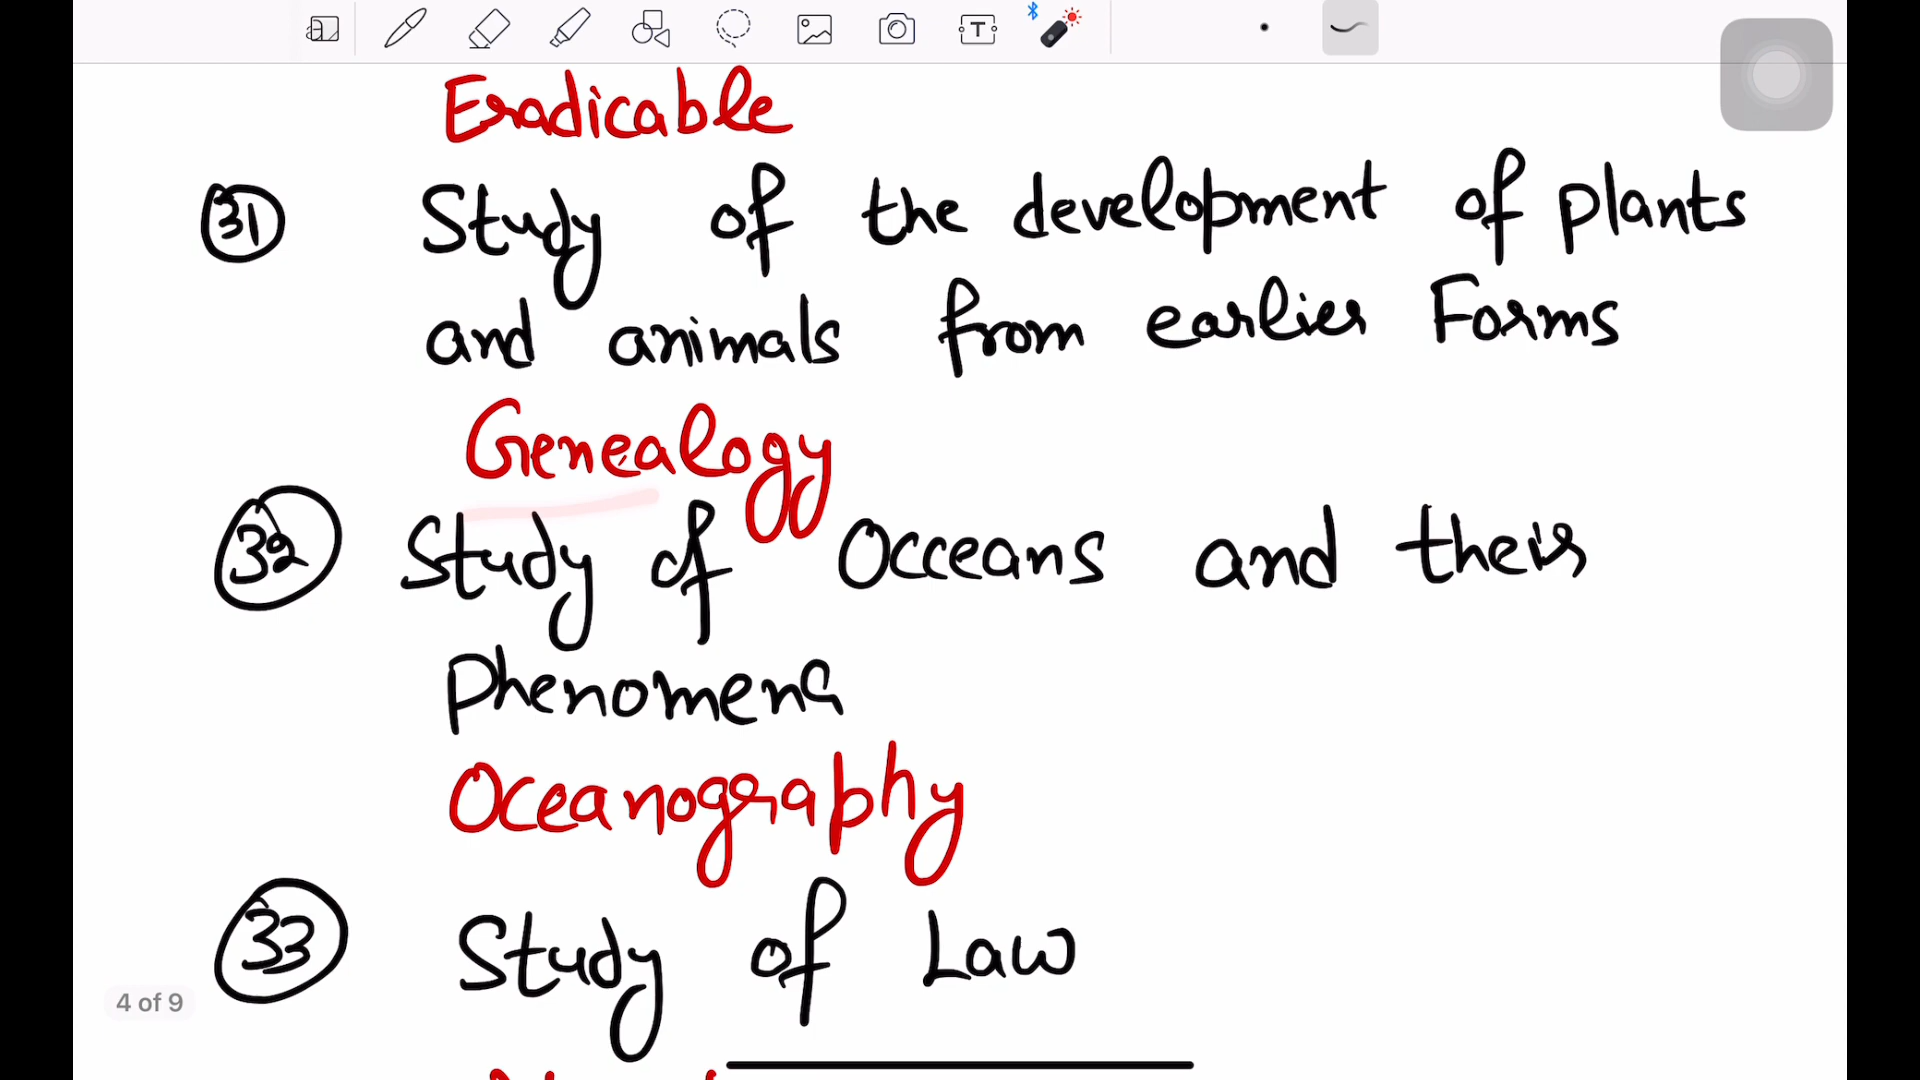 Eradicable
31 Study of the development of plants
and animals from earlier Forms
Genealogy
32 Study of Occeans and their
Phenomena
Oceanography
33 Study of Law
4 of 9